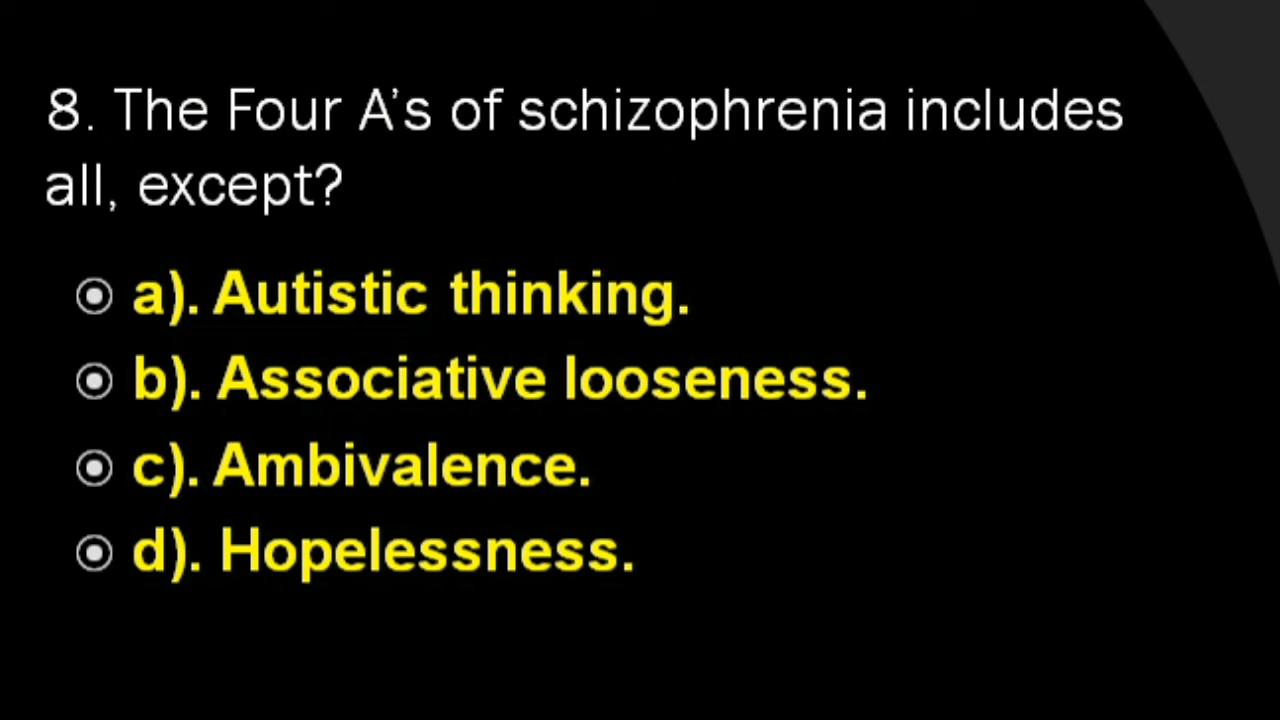 8. The Four A’s of schizophrenia includes
all, except?
a). Autistic thinking.
b). Associative looseness.
c). Ambivalence.
d). Hopelessness.